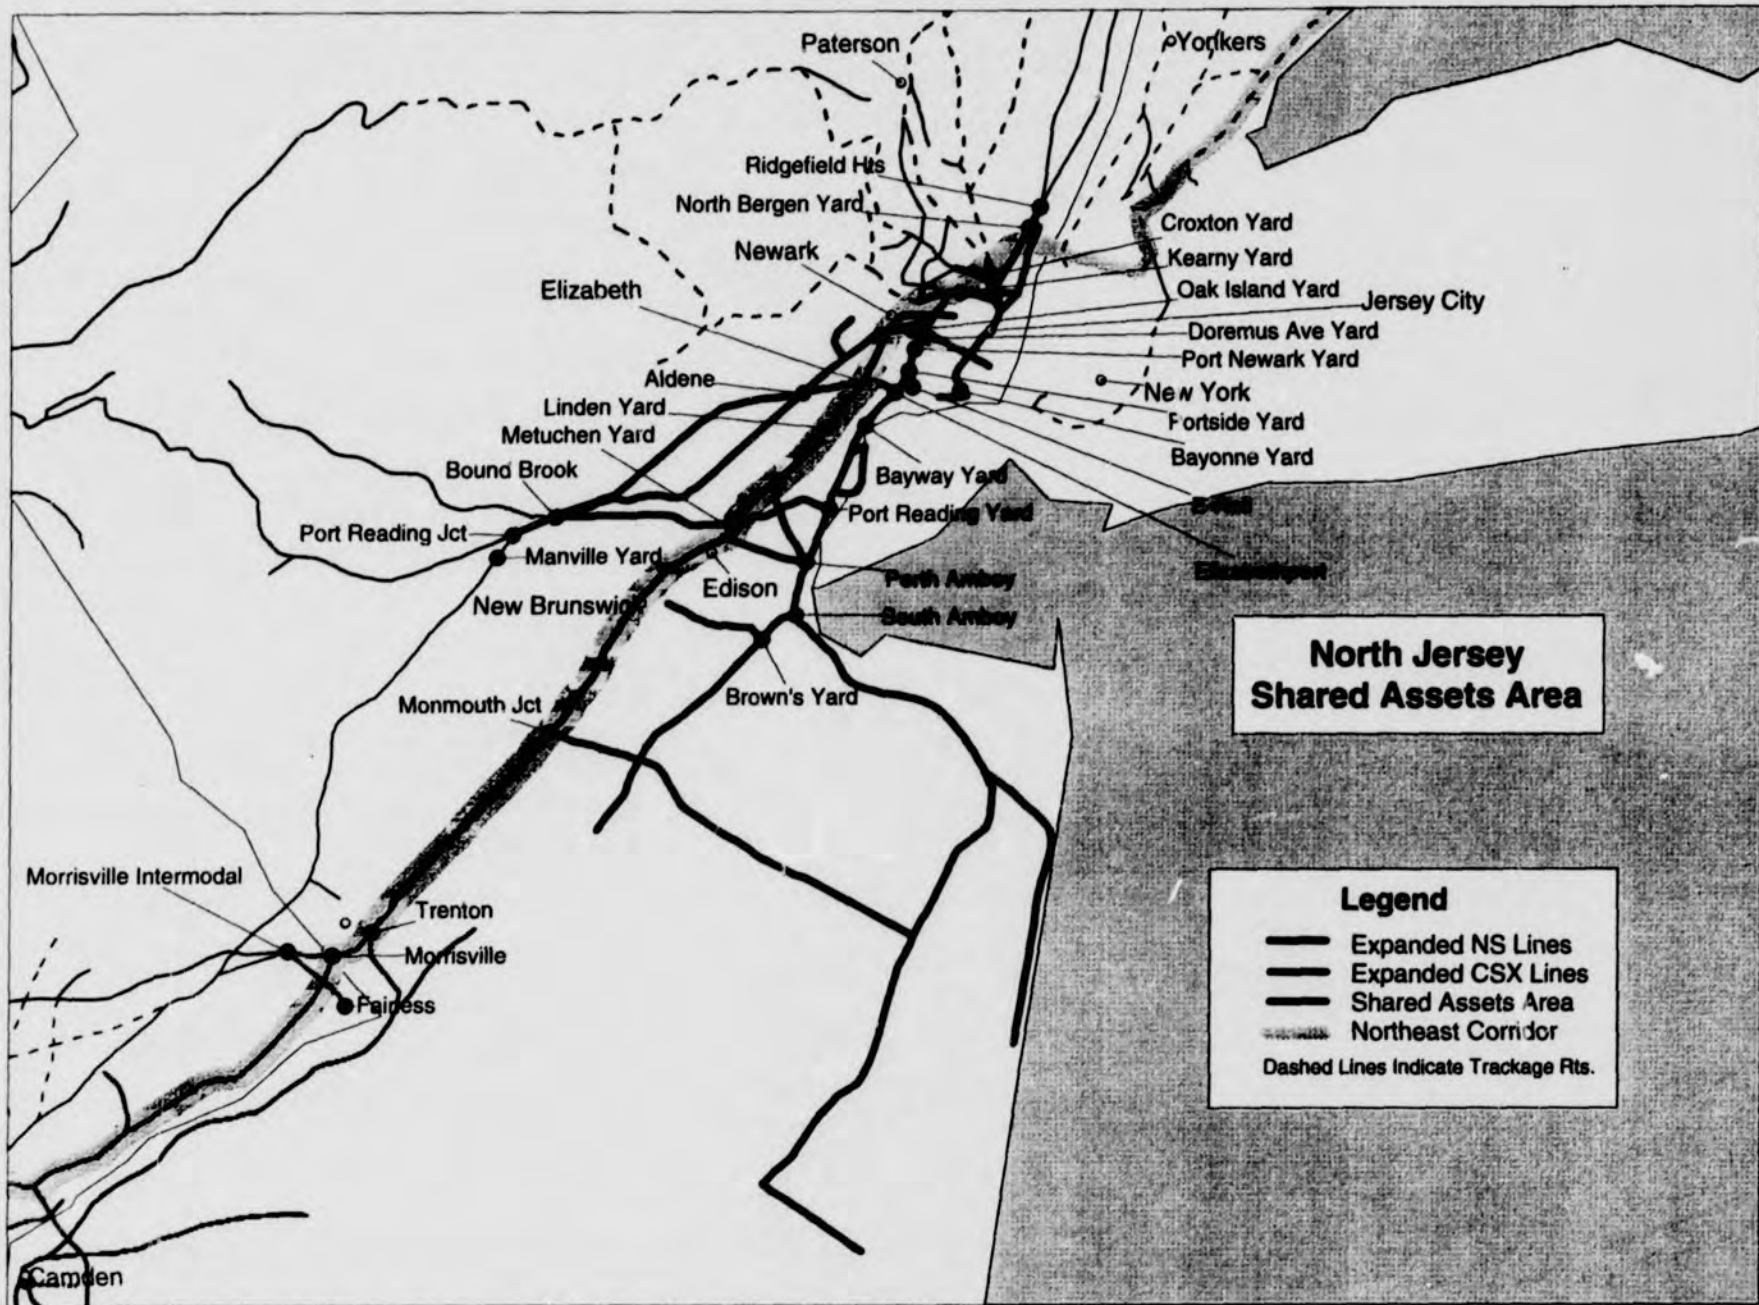 Paterson
Yonkers
Ridgefield Hts
North Bergen Yard
Croxton Yard
Newark
Kearny Yard
Elizabeth
Oak Island Yard
Jersey City
Doremus Ave Yard
Port Newark Yard
Aldene
New York
Linden Yard
Portside Yard
Metuchen Yard
Bayonne Yard
Bound Brook
Bayway Yard
E-Rail
Port Reading Yard
Port Reading Jct
Manville Yard
Elizabethport
Edison
Perth Amboy
New Brunswick
South Amboy
North Jersey
Shared Assets Area
Brown's Yard
Monmouth Jct
Morrisville Intermodal
Legend
Trenton
Expanded NS Lines
Morrisville
Expanded CSX Lines
Fairless
Shared Assets Area
Northeast Corridor
Dashed Lines Indicate Trackage Rts.
Camden